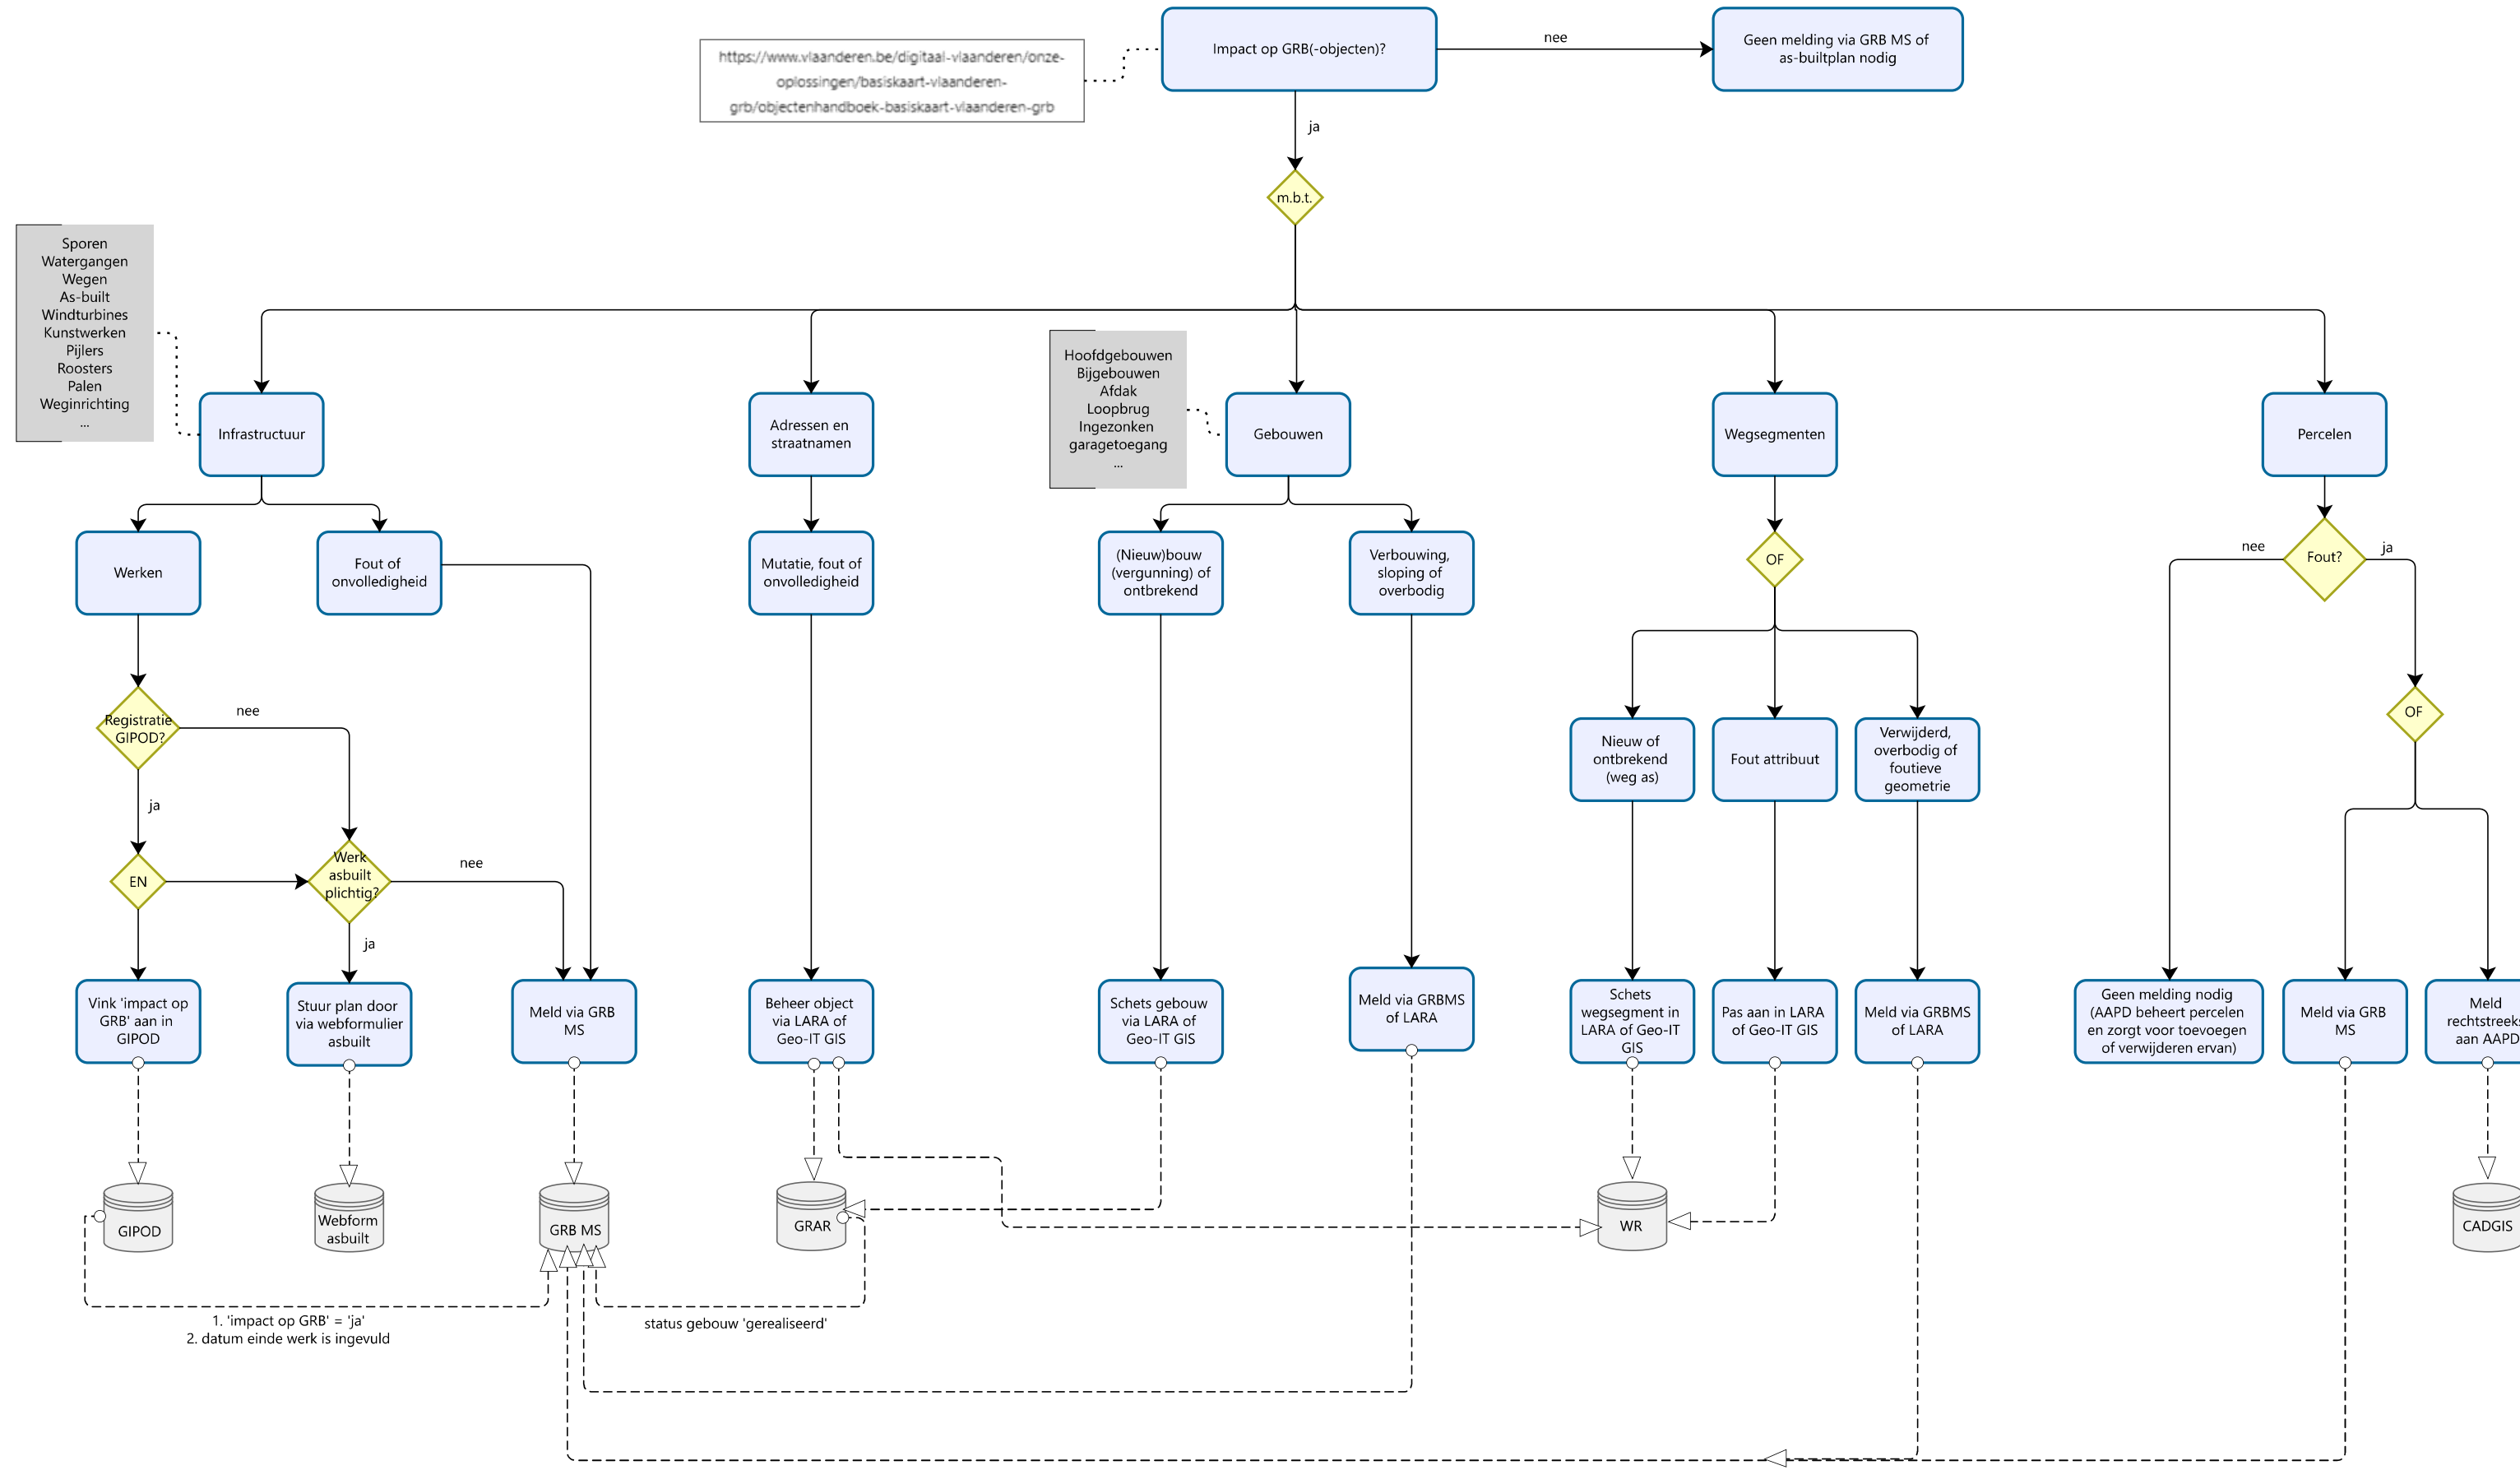 Impact op GRB(-objecten)?
nee
Geen melding via GRB MS of
as-builtplan nodig
https://www.vlaanderen.be/digitaal-vlaanderen/onze-
oplossingen/basiskaart-vlaanderen-
grb/objectenhandboek-basiskaart-vlaanderen-grb
ja
m.b.t.
Sporen
Watergangen
Wegen
As-built
Windturbines
Kunstwerken
Pijlers
Roosters
Palen
Weginrichting
...
Hoofdgebouwen
Bijgebouwen
Afdak
Loopbrug
Ingezonken
garagetoegang
...
Infrastructuur
Adressen en
straatnamen
Gebouwen
Wegsegmenten
Percelen
Werken
Fout of
onvolledigheid
Mutatie, fout of
onvolledigheid
(Nieuw)bouw
(vergunning) of
ontbrekend
Verbouwing,
sloping of
overbodig
OF
nee
Fout?
ja
Registratie
GIPOD?
nee
ja
Nieuw of
ontbrekend
(weg as)
Fout attribuut
Verwijderd,
overbodig of
foutieve
geometrie
OF
EN
Werk
asbuilt
plichtig?
nee
ja
Vink 'impact op
GRB' aan in
GIPOD
Stuur plan door
via webformulier
asbuilt
Meld via GRB
MS
Beheer object
via LARA of
Geo-IT GIS
Schets gebouw
via LARA of
Geo-IT GIS
Meld via GRBMS
of LARA
Schets
wegsegment in
LARA of Geo-IT
GIS
Pas aan in LARA
of Geo-IT GIS
Meld via GRBMS
of LARA
Geen melding nodig
(AAPD beheert percelen
en zorgt voor toevoegen
of verwijderen ervan)
Meld via GRB
MS
Meld
rechtstreeks
aan AAPD
GIPOD
Webform
asbuilt
GRB MS
GRAR
WR
CADGIS
1. 'impact op GRB' = 'ja'
2. datum einde werk is ingevuld
status gebouw 'gerealiseerd'